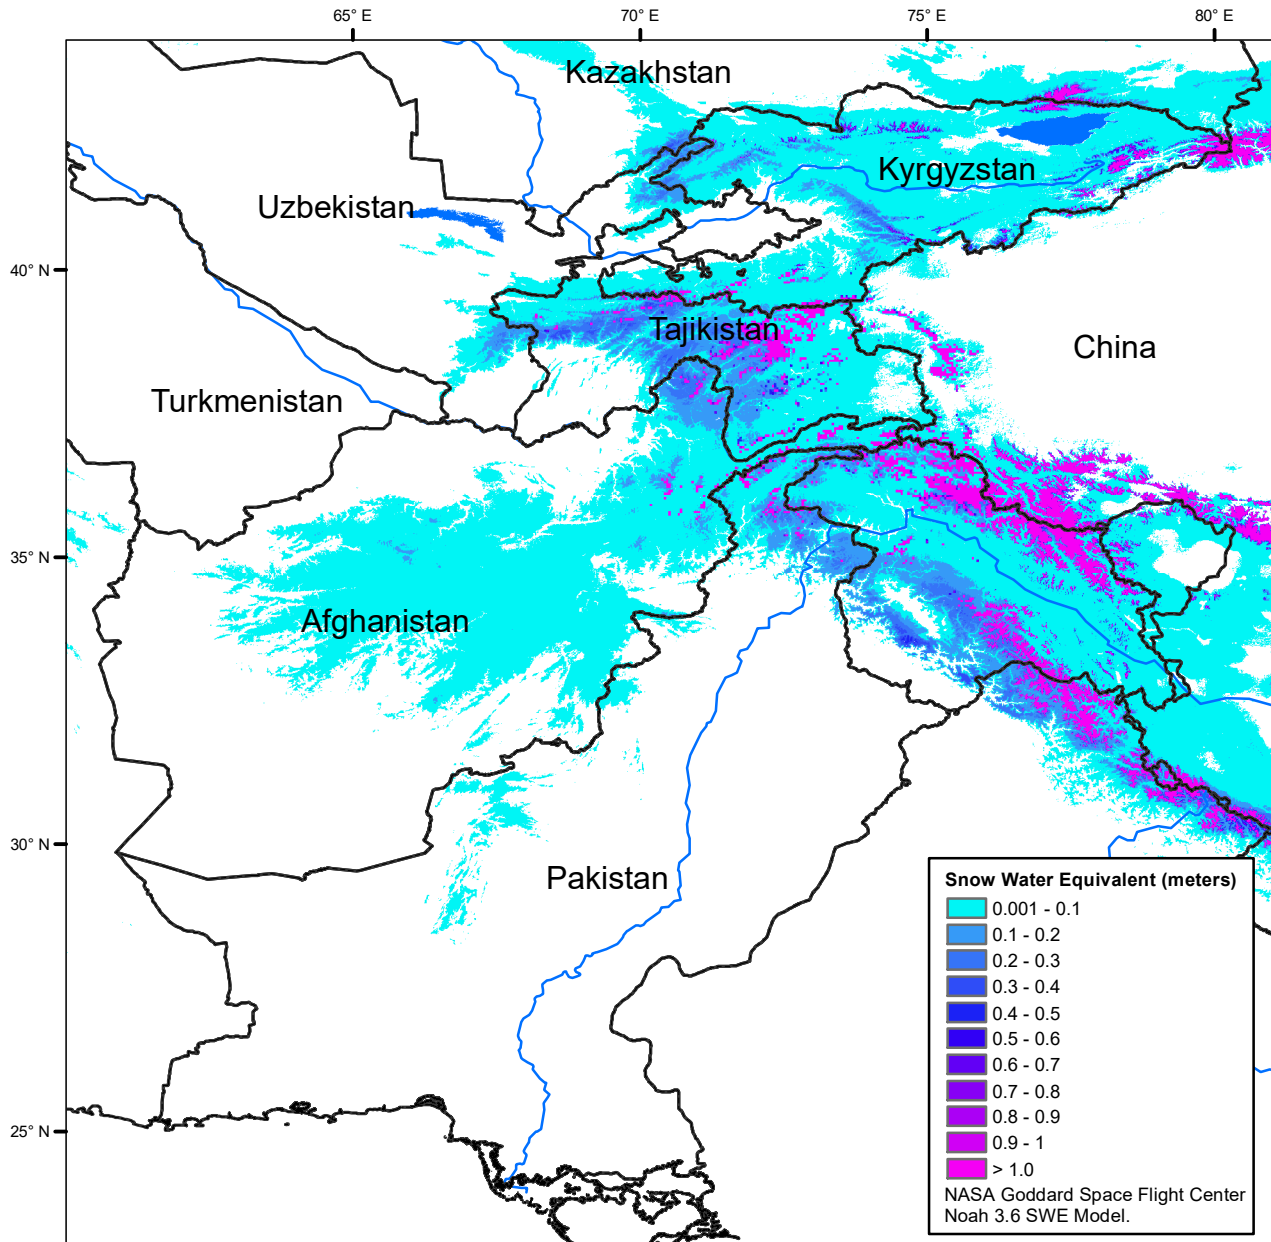 65° E
70° E
75° E
80° E
Kazakhstan
Kyrgyzstan
Uzbekistan
40° N
Tajikistan
China
Turkmenistan
35° N
Afghanistan
30° N
Pakistan
25° N
Snow Water Equivalent (meters)
0.001 - 0.1
0.1 - 0.2
0.2 - 0.3
0.3 - 0.4
0.4 - 0.5
0.5 - 0.6
0.6 - 0.7
0.7 - 0.8
0.8 - 0.9
0.9 - 1
> 1.0
NASA Goddard Space Flight Center
Noah 3.6 SWE Model.